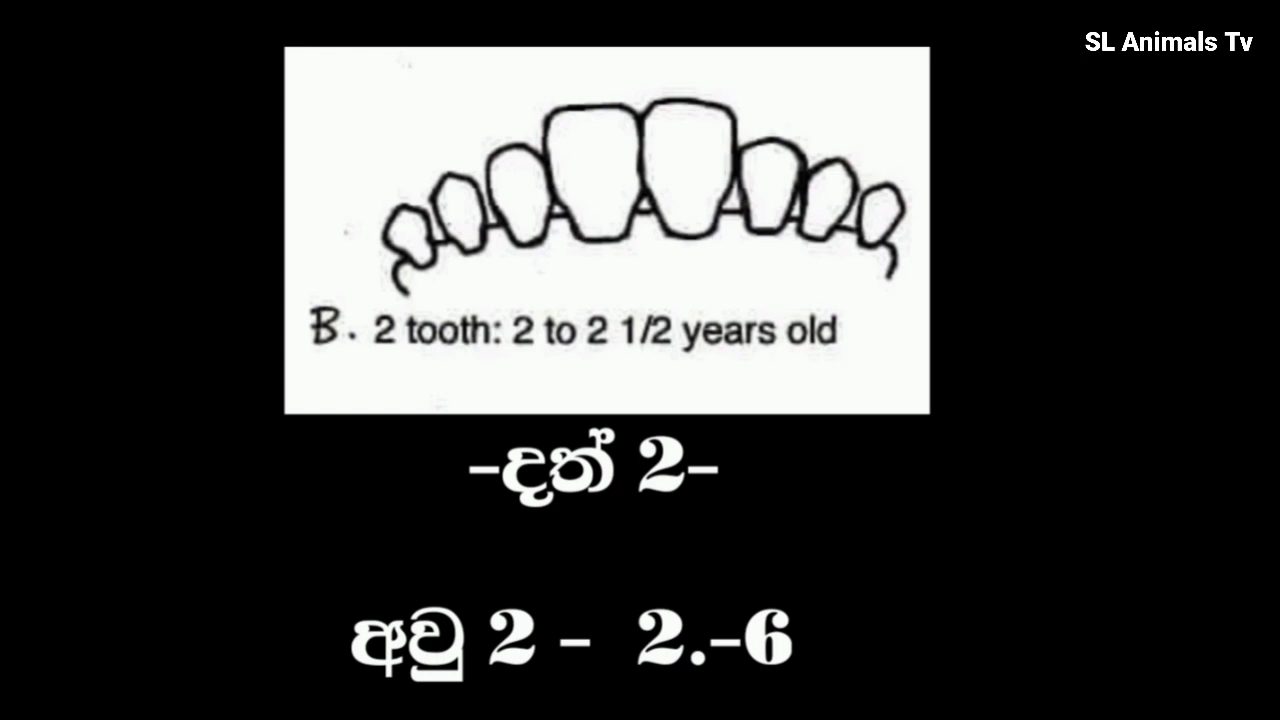 SL Animals Tv
B. 2 tooth: 2 to 2 1/2 years old
-දත් 2-
අවු 2 - 2.-6